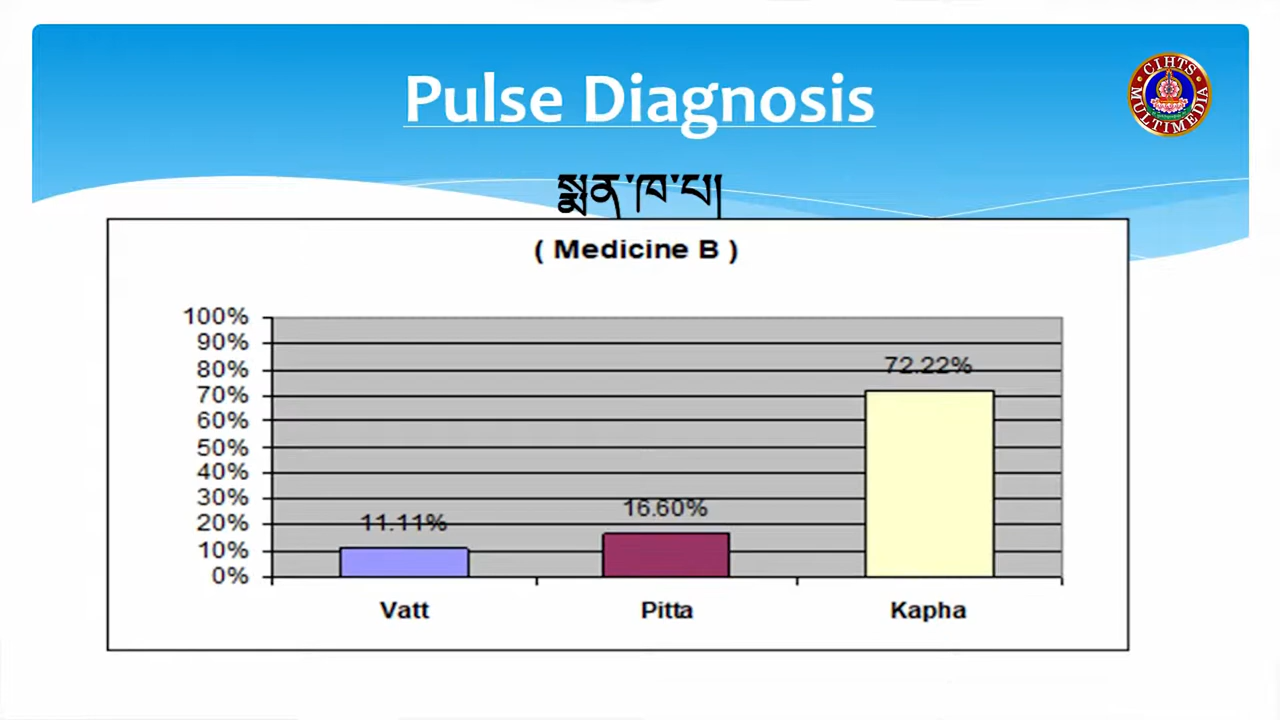 Pulse Diagnosis
CIHTS
MULTIMEDIA
སྨན་ཁ་པ།
( Medicine B )
100%
90%
80%
70%
60%
50%
40%
30%
20%
10%
0%
11.11%
16.60%
72.22%
Vatt
Pitta
Kapha